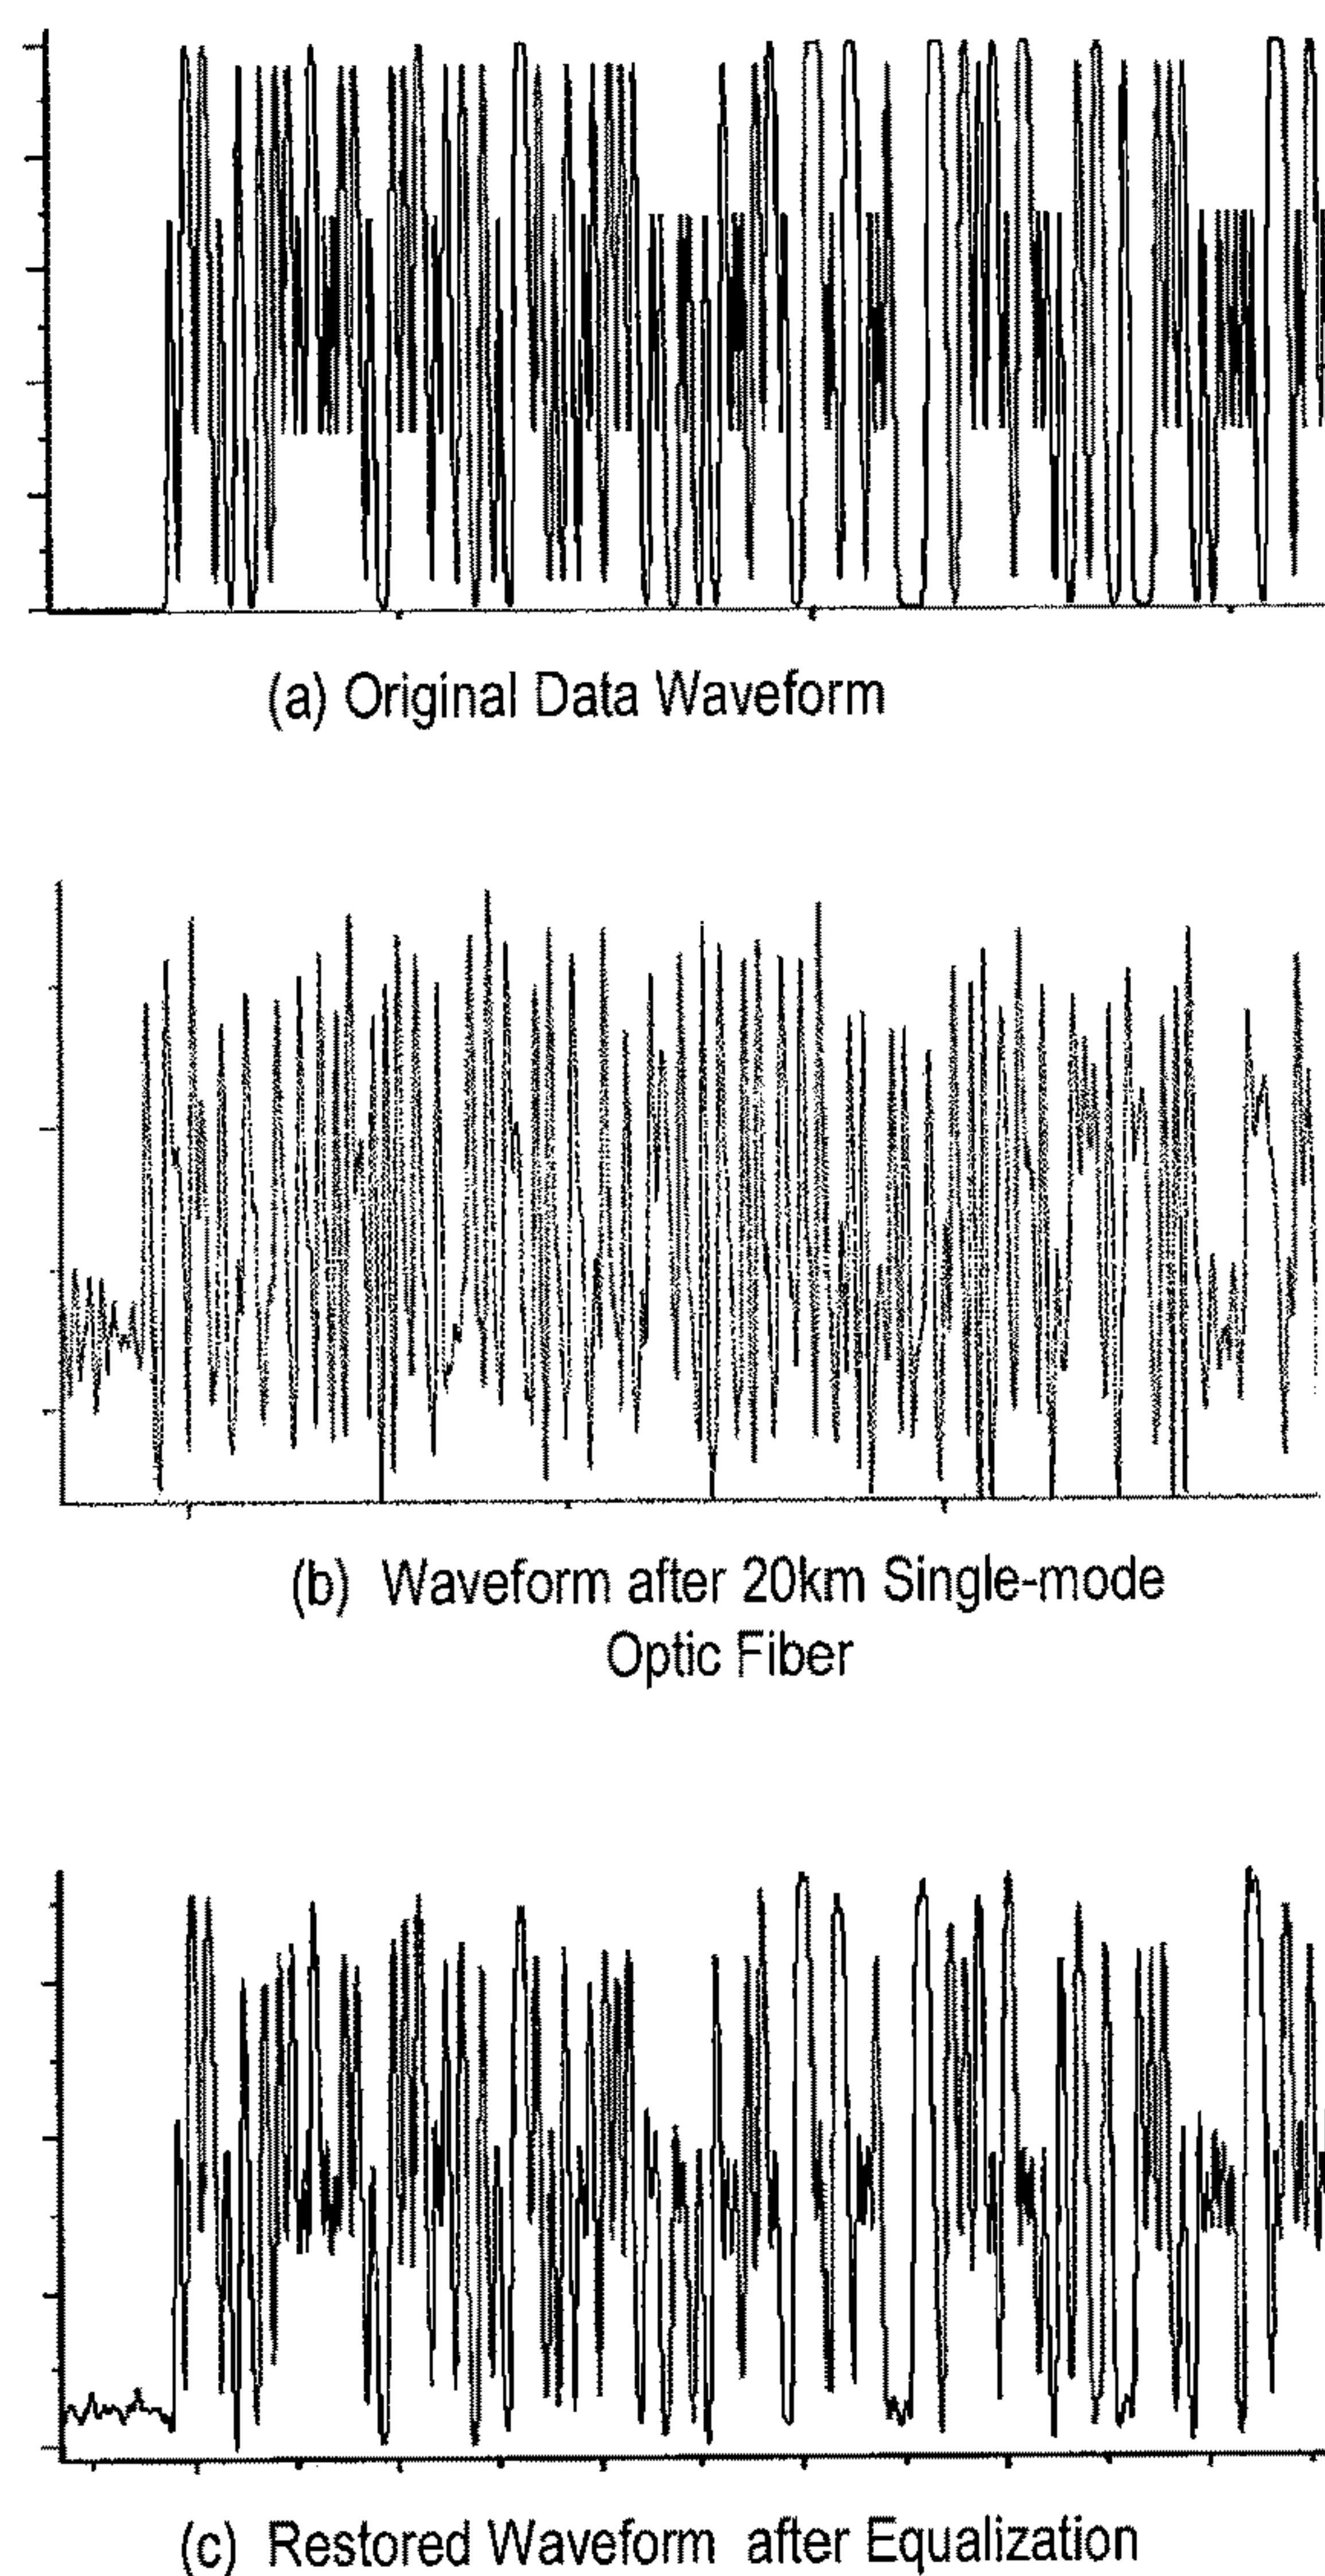 (a) Original Data Waveform
(b) Waveform after 20km Single-mode
Optic Fiber
(c) Restored Waveform after Equalization